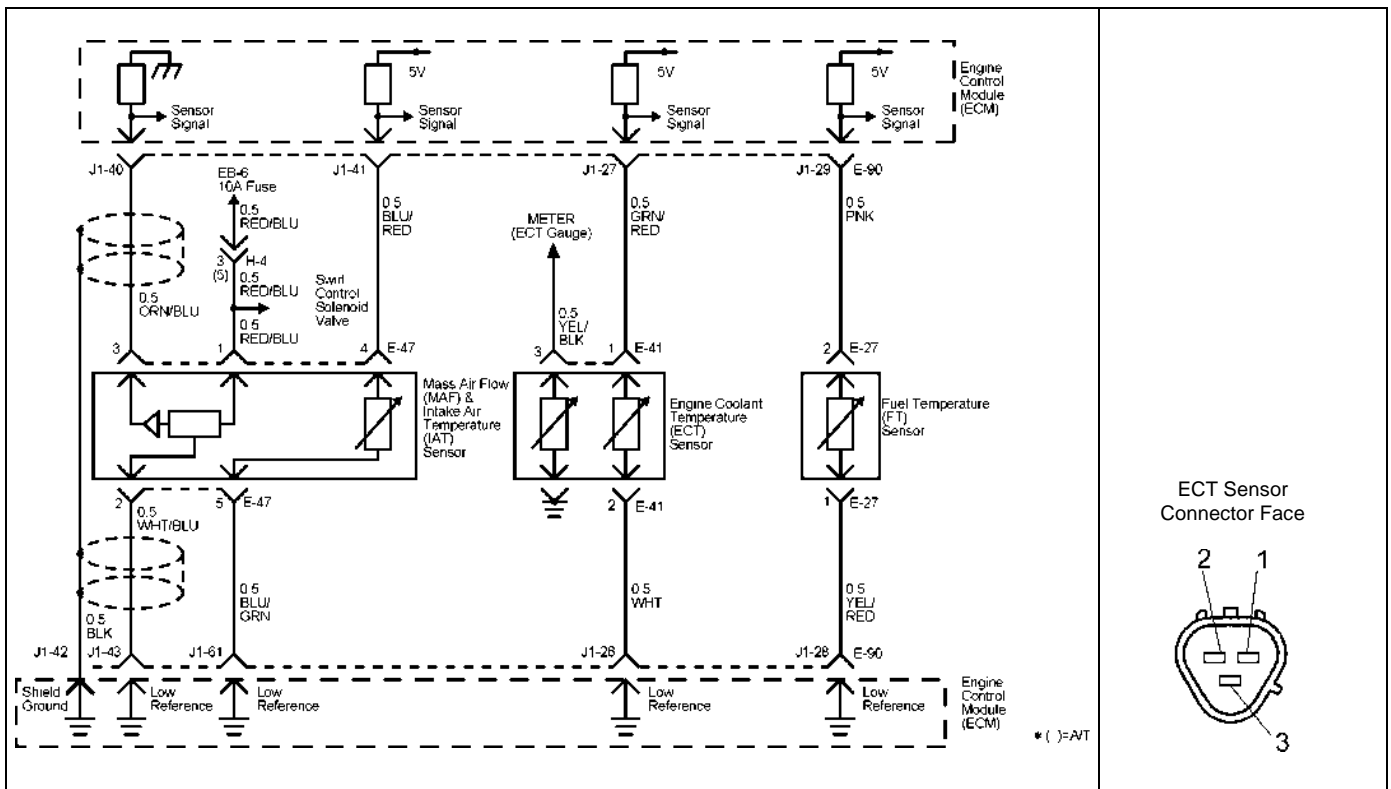 5V
5V
5V
Engine
Control
Module
(ECM)
Sensor
Signal
Sensor
Signal
Sensor
Signal
Sensor
Signal
J1-40
J1-41
J1-27
J1-29
E-90
EB-6
10A Fuse
0.5
RED/BLU
0.5
BLU/
RED
METER
(ECT Gauge)
0.5
GRN/
RED
0.5
PNK
3
(5)
H-4
0.5
RED/BLU
Swirl
Control
Solenoid
Valve
0.5
ORN/BLU
0.5
RED/BLU
0.5
YEL/
BLK
3
1
4
E-47
3
1
E-41
2
E-27
Mass Air Flow
(MAF) &
Intake Air
Temperature
(IAT)
Sensor
Engine Coolant
Temperature
(ECT)
Sensor
Fuel Temperature
(FT)
Sensor
2
5
E-47
2
E-41
1
E-27
0.5
WHT/BLU
0.5
BLU/
GRN
0.5
WHT
0.5
YEL/
RED
0.5
BLK
J1-42
J1-43
J1-61
J1-26
J1-28
E-90
Shield
Ground
Low
Reference
Low
Reference
Low
Reference
Low
Reference
Engine
Control
Module
(ECM)
* ( )=A/T
ECT Sensor
Connector Face
2
1
3